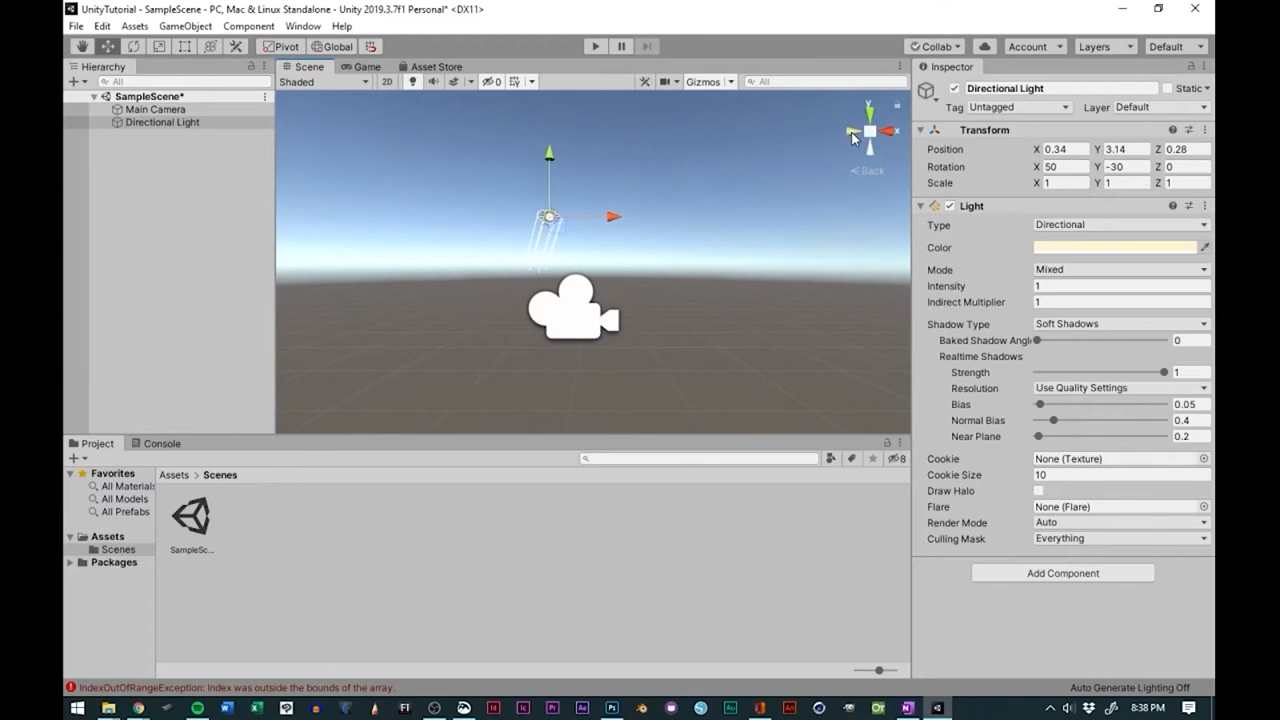 UnityTutorial - SampleScene - PC, Mac & Linux Standalone - Unity 2019.3.7f1 Personal* <DX11>
File Edit Assets GameObject Component Window Help
Pivot Global Collab Account Layers Default
Hierarchy
All
SampleScene*
Main Camera
Directional Light
Scene Game Asset Store
Shaded 2D 0 Gizmos All
y
x
< Back
Inspector
Directional Light Static
Tag Untagged Layer Default
Transform
Position X 0.34 Y 3.14 Z 0.28
Rotation X 50 Y -30 Z 0
Scale X 1 Y 1 Z 1
Light
Type Directional
Color
Mode Mixed
Intensity 1
Indirect Multiplier 1
Shadow Type Soft Shadows
Baked Shadow Angl 0
Realtime Shadows
Strength 1
Resolution Use Quality Settings
Bias 0.05
Normal Bias 0.4
Near Plane 0.2
Cookie None (Texture)
Cookie Size 10
Draw Halo
Flare None (Flare)
Render Mode Auto
Culling Mask Everything
Add Component
Project Console
8
Favorites
All Materials
All Models
All Prefabs
Assets
Scenes
Packages
Assets > Scenes
SampleSc...
IndexOutOfRangeException: Index was outside the bounds of the array.
Auto Generate Lighting Off
8:38 PM